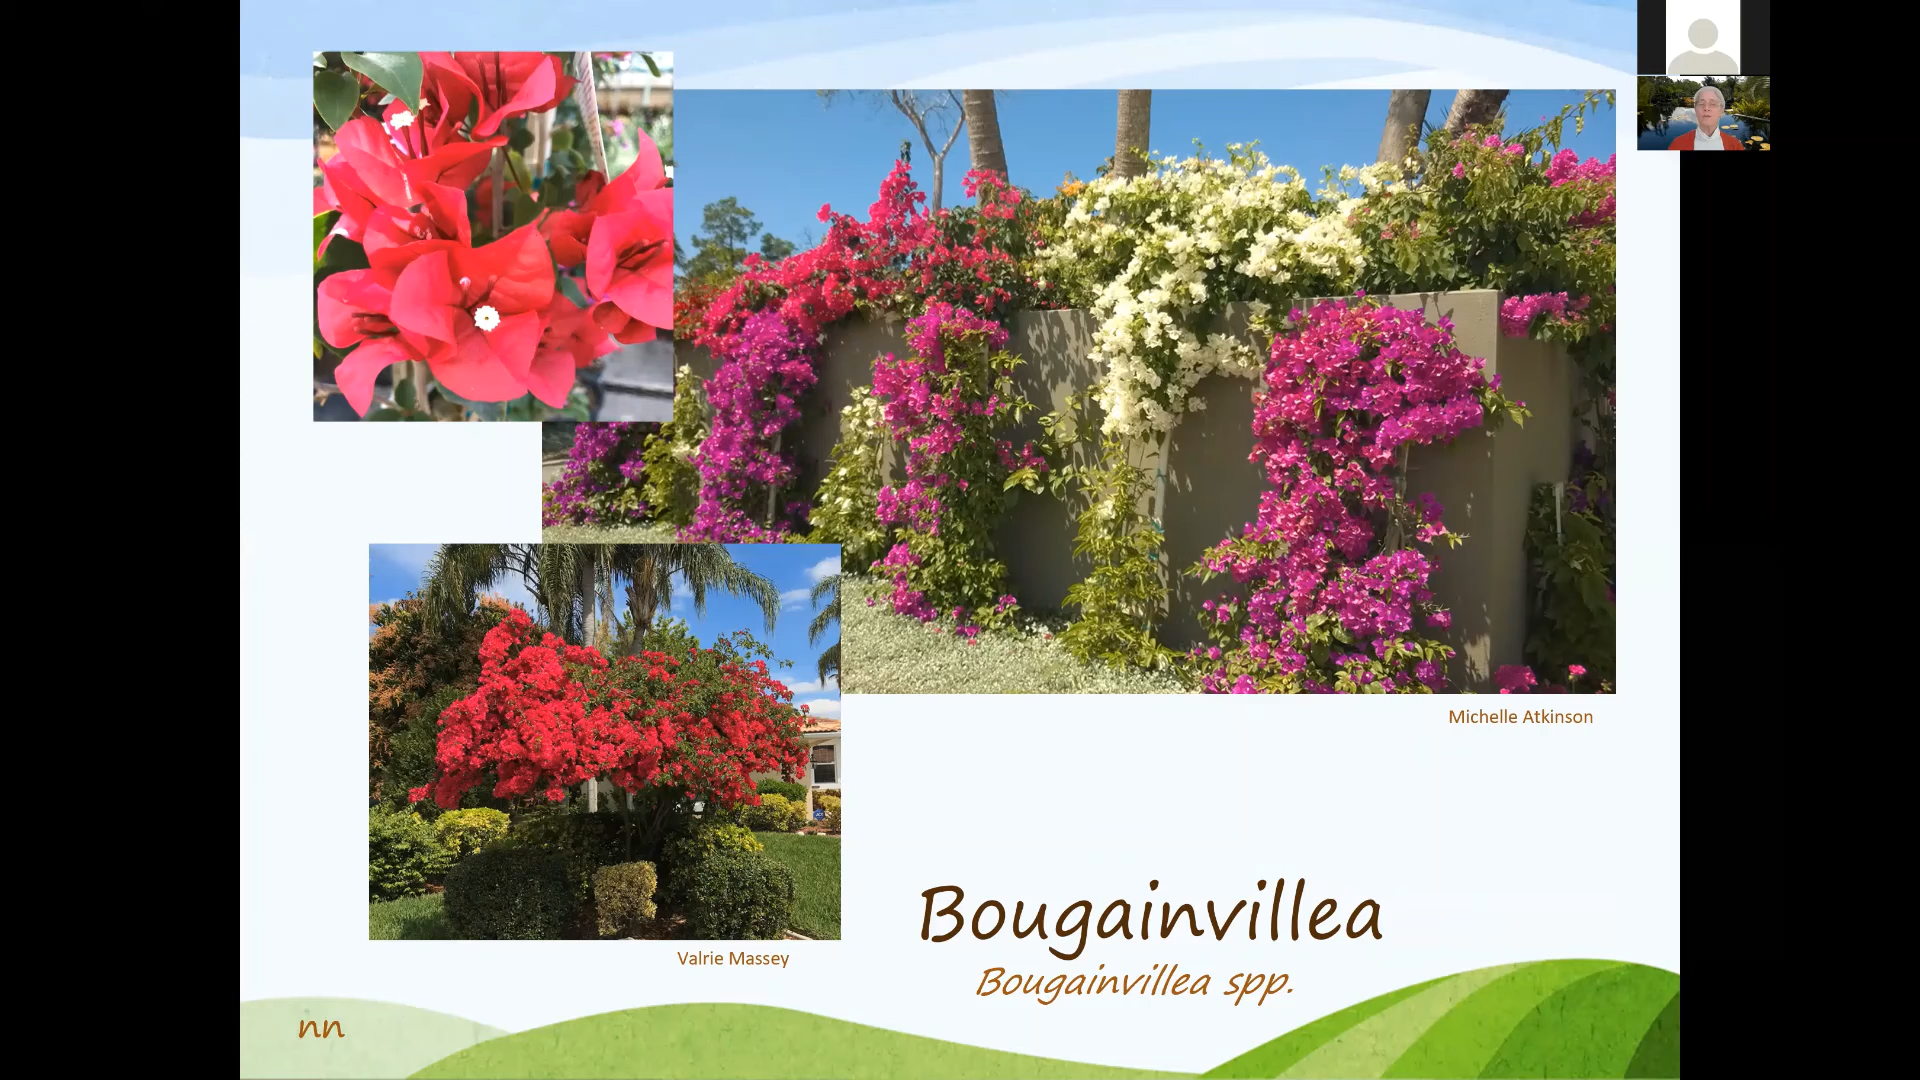 Michelle Atkinson
Valrie Massey
Bougainvillea
Bougainvillea spp.
nn